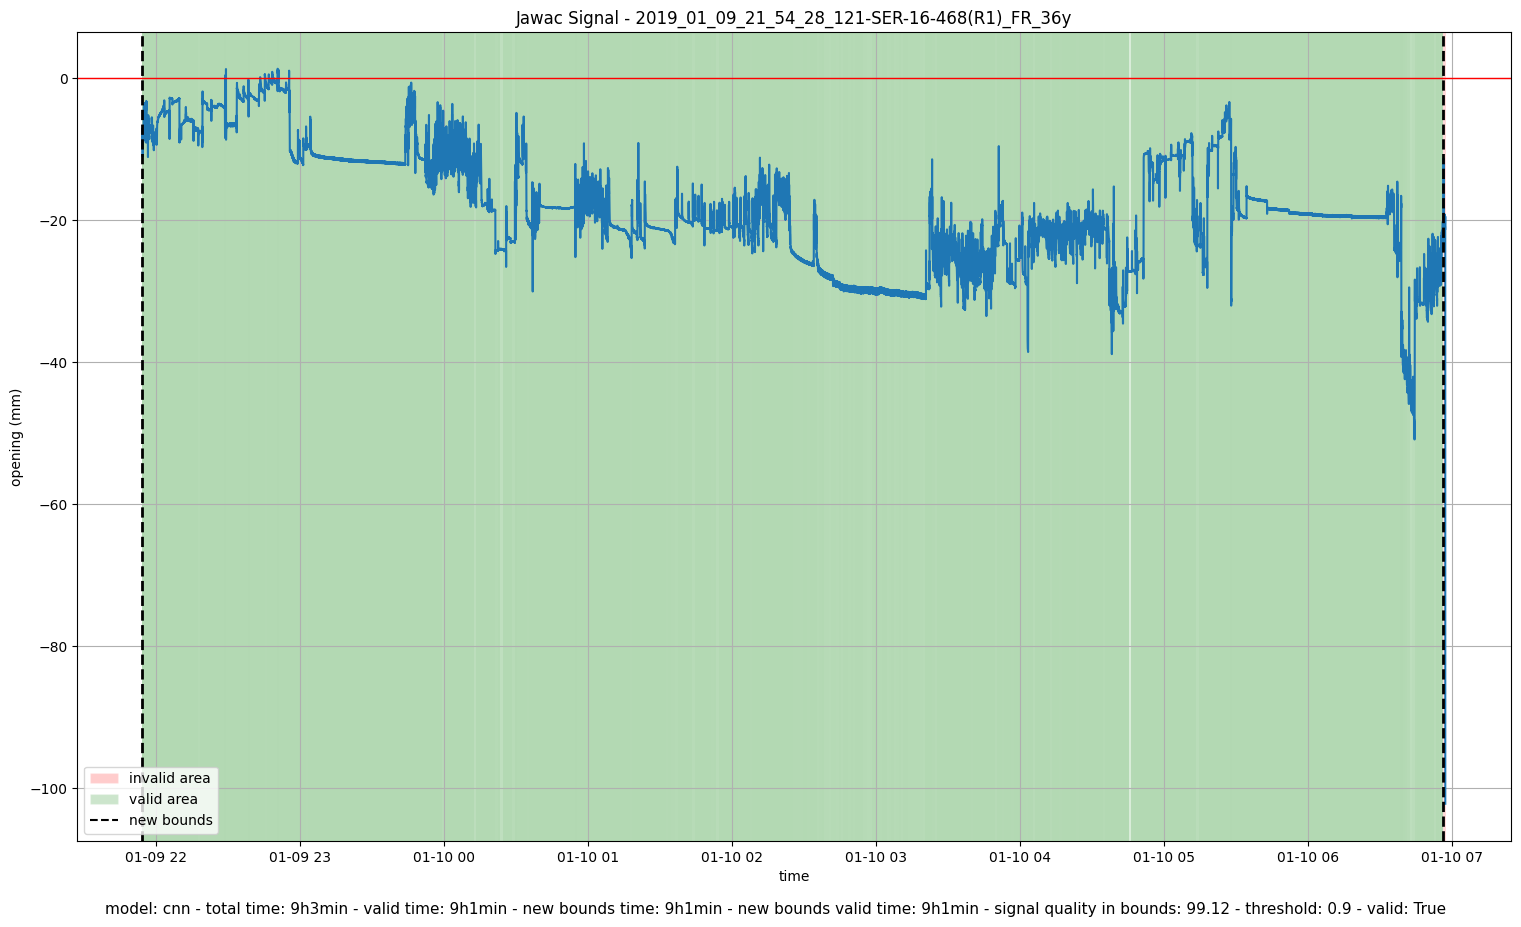 Jawac Signal - 2019_01_09_21_54_28_121-SER-16-468(R1)_FR_36y
0
−20
−40
−60
−80
−100
opening (mm)
invalid area
valid area
new bounds
01-09 22
01-09 23
01-10 00
01-10 01
01-10 02
01-10 03
01-10 04
01-10 05
01-10 06
01-10 07
time
model: cnn - total time: 9h3min - valid time: 9h1min - new bounds time: 9h1min - new bounds valid time: 9h1min - signal quality in bounds: 99.12 - threshold: 0.9 - valid: True